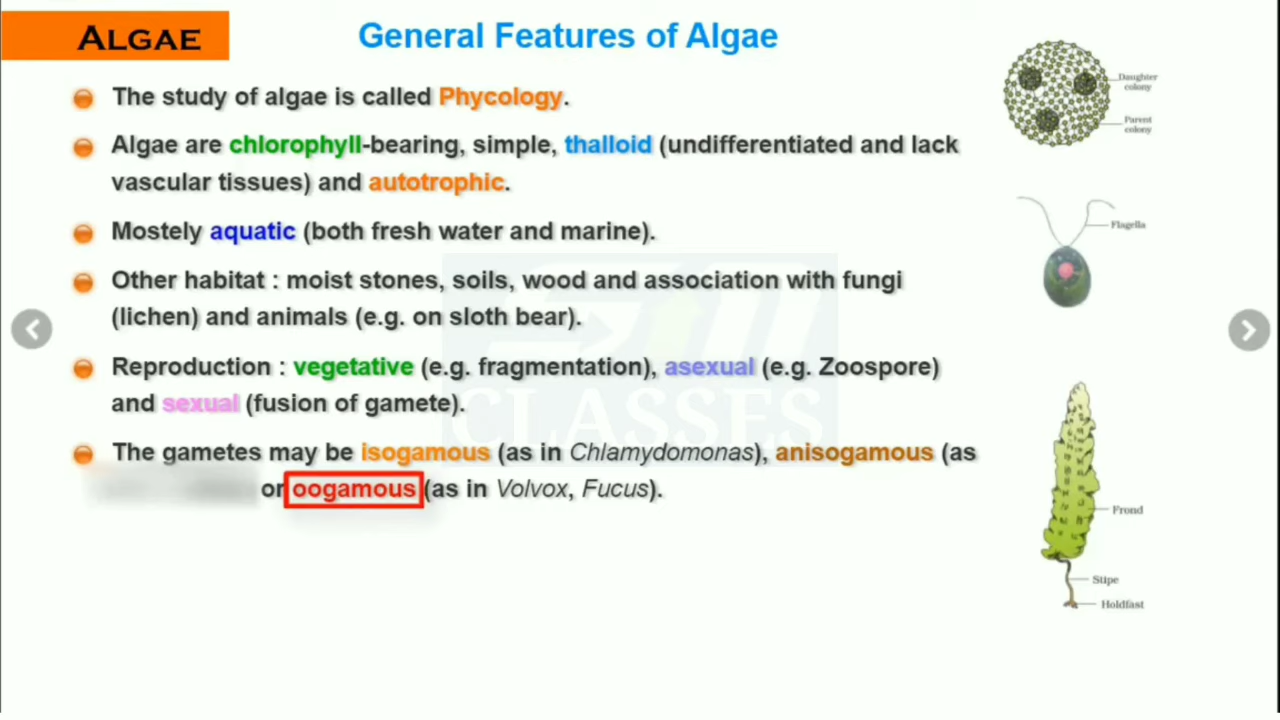 ALGAE
General Features of Algae
The study of algae is called Phycology.
Algae are chlorophyll-bearing, simple, thalloid (undifferentiated and lack
vascular tissues) and autotrophic.
Mostely aquatic (both fresh water and marine).
Other habitat : moist stones, soils, wood and association with fungi
(lichen) and animals (e.g. on sloth bear).
Reproduction : vegetative (e.g. fragmentation), asexual (e.g. Zoospore)
and sexual (fusion of gamete).
The gametes may be isogamous (as in Chlamydomonas), anisogamous (as
or oogamous (as in Volvox, Fucus).
Daughter
colony
Parent
colony
Flagella
Frond
Stipe
Holdfast
CLASSES